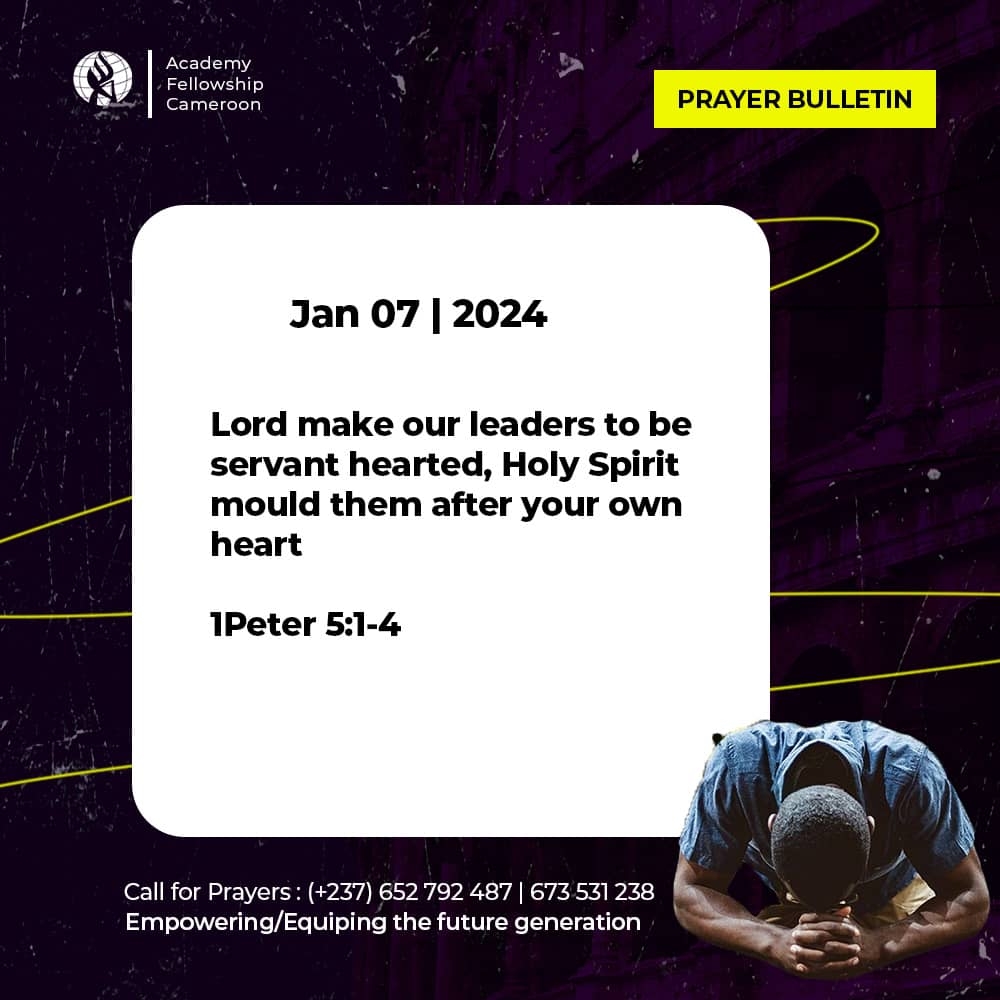 Academy
Fellowship
Cameroon
PRAYER BULLETIN
Jan 07 | 2024
Lord make our leaders to be
servant hearted, Holy Spirit
mould them after your own
heart
1Peter 5:1-4
Call for Prayers : (+237) 652 792 487 | 673 531 238
Empowering/Equiping the future generation